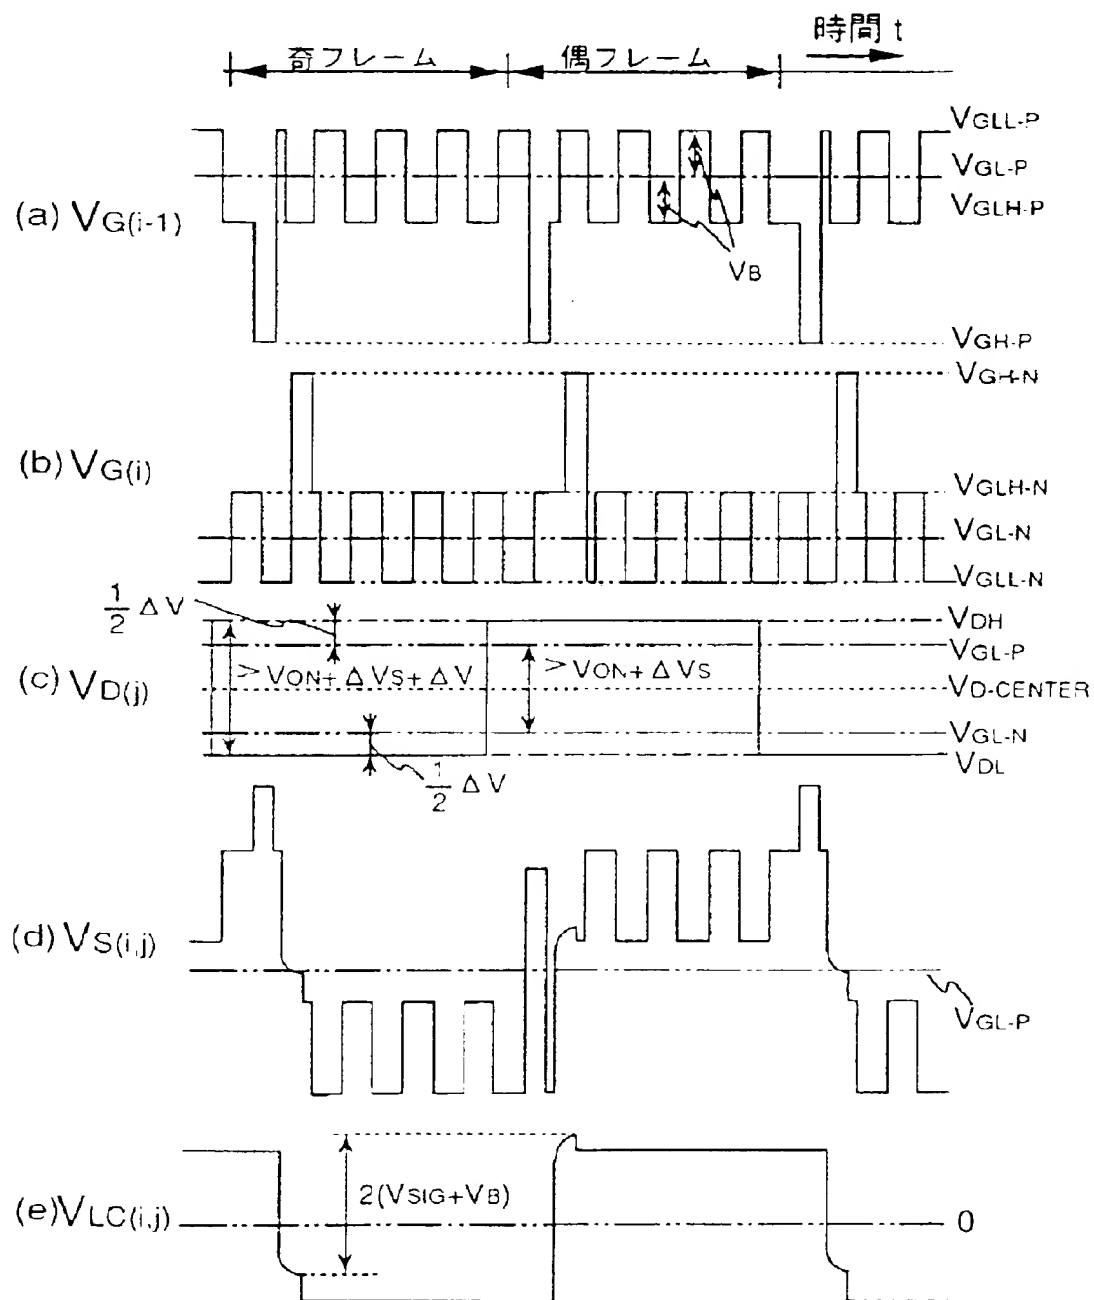 時間 t
奇フレーム
偶フレーム
VGLL-P
VGL-P
VGLH-P
(a) VG(i-1)
VB
VGH-P
VGH-N
(b) VG(i)
VGLH-N
VGL-N
VGLL-N
1/2 ΔV
VDH
VGL-P
(c) VD(j)
>VON+ΔVS+ΔV
>VON+ΔVS
VD-CENTER
VGL-N
VDL
1/2 ΔV
(d) VS(i,j)
VGL-P
2(VSIG+VB)
(e) VLC(i,j)
0